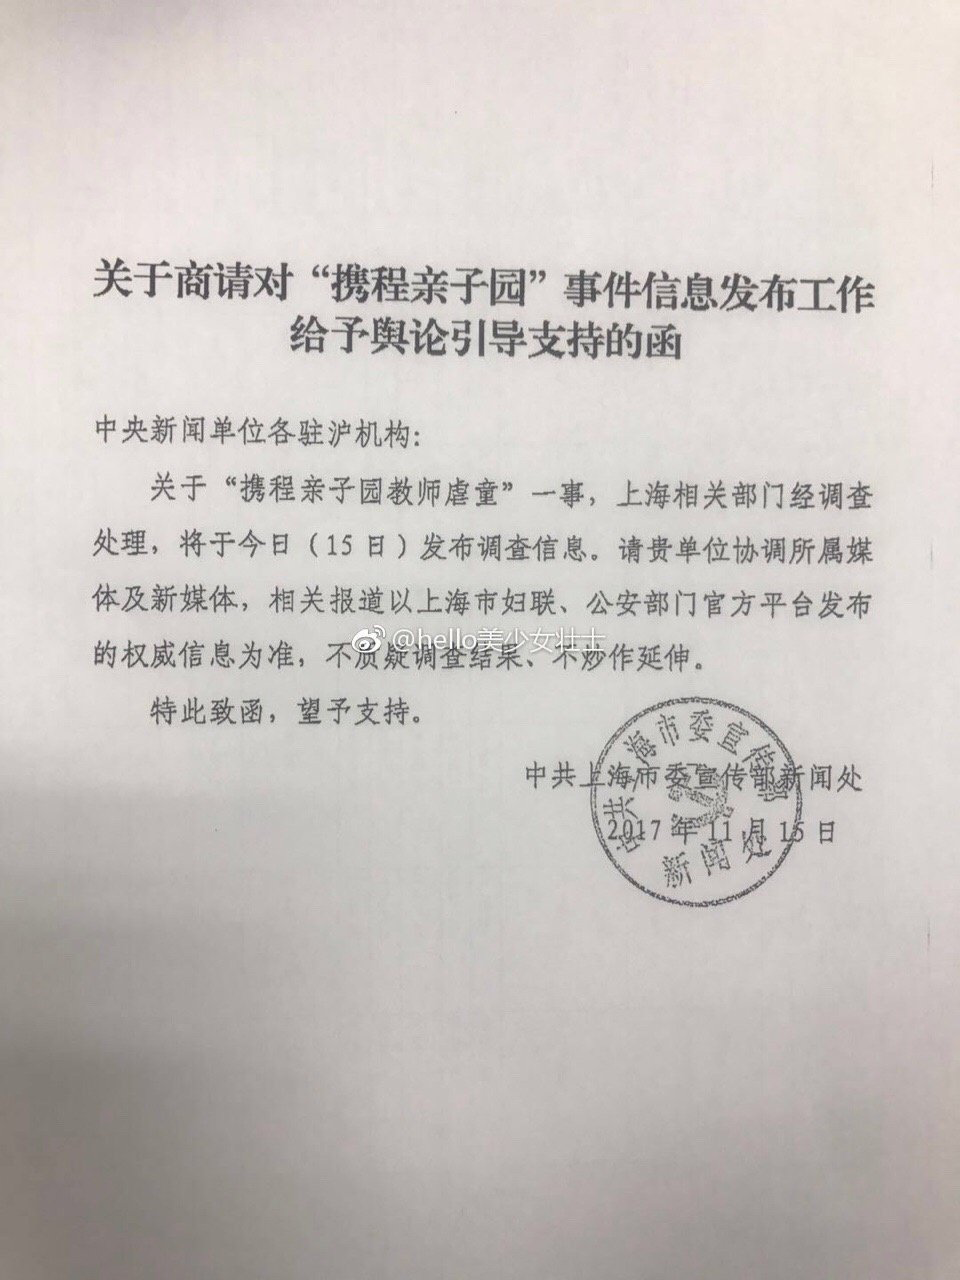 关于商请对“携程亲子园”事件信息发布工作
给予舆论引导支持的函
中央新闻单位各驻沪机构：
关于“携程亲子园教师虐童”一事，上海相关部门经调查
处理，将于今日（15日）发布调查信息。请贵单位协调所属媒
体及新媒体，相关报道以上海市妇联、公安部门官方平台发布
的权威信息为准，不质疑调查结果、不炒作延伸。
@hello美少女壮士
特此致函，望予支持。
中共上海市委宣传部新闻处
2017年11月15日
中共上海市委宣传部
新闻处